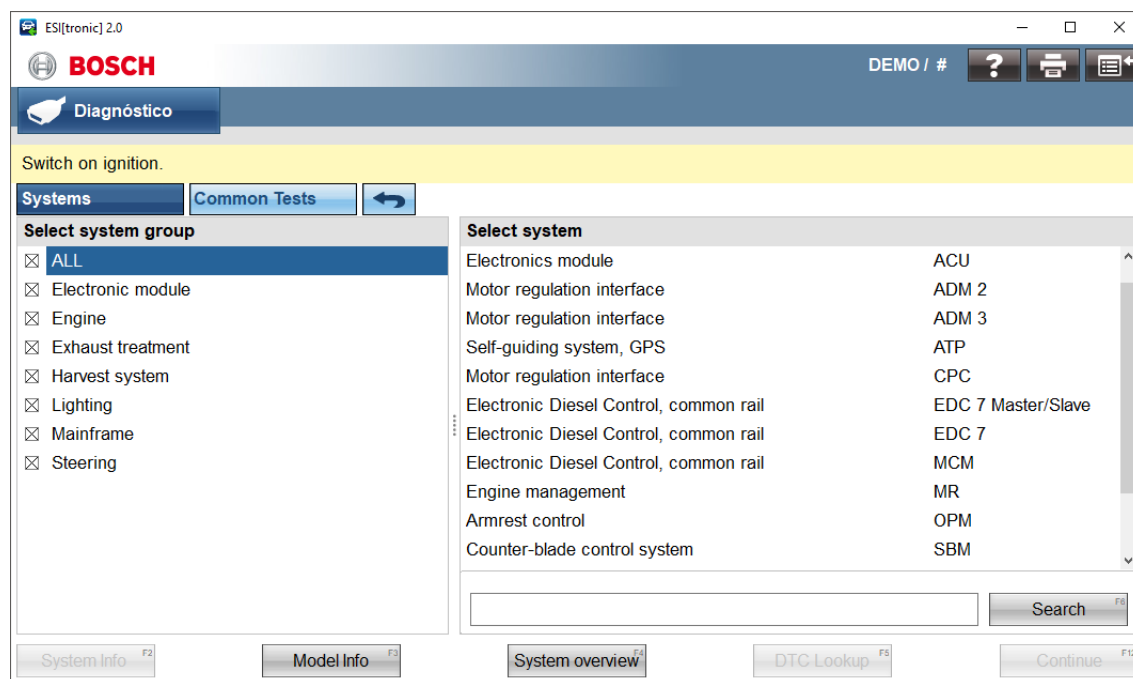 ESI[tronic] 2.0
BOSCH DEMO / # ?
Diagnóstico
Switch on ignition.
Systems Common Tests
Select system group
ALL
Electronic module
Engine
Exhaust treatment
Harvest system
Lighting
Mainframe
Steering
Select system
Electronics module ACU
Motor regulation interface ADM 2
Motor regulation interface ADM 3
Self-guiding system, GPS ATP
Motor regulation interface CPC
Electronic Diesel Control, common rail EDC 7 Master/Slave
Electronic Diesel Control, common rail EDC 7
Electronic Diesel Control, common rail MCM
Engine management MR
Armrest control OPM
Counter-blade control system SBM
Search F6
System Info F2 Model Info F3 System overview F4 DTC Lookup F5 Continue F12